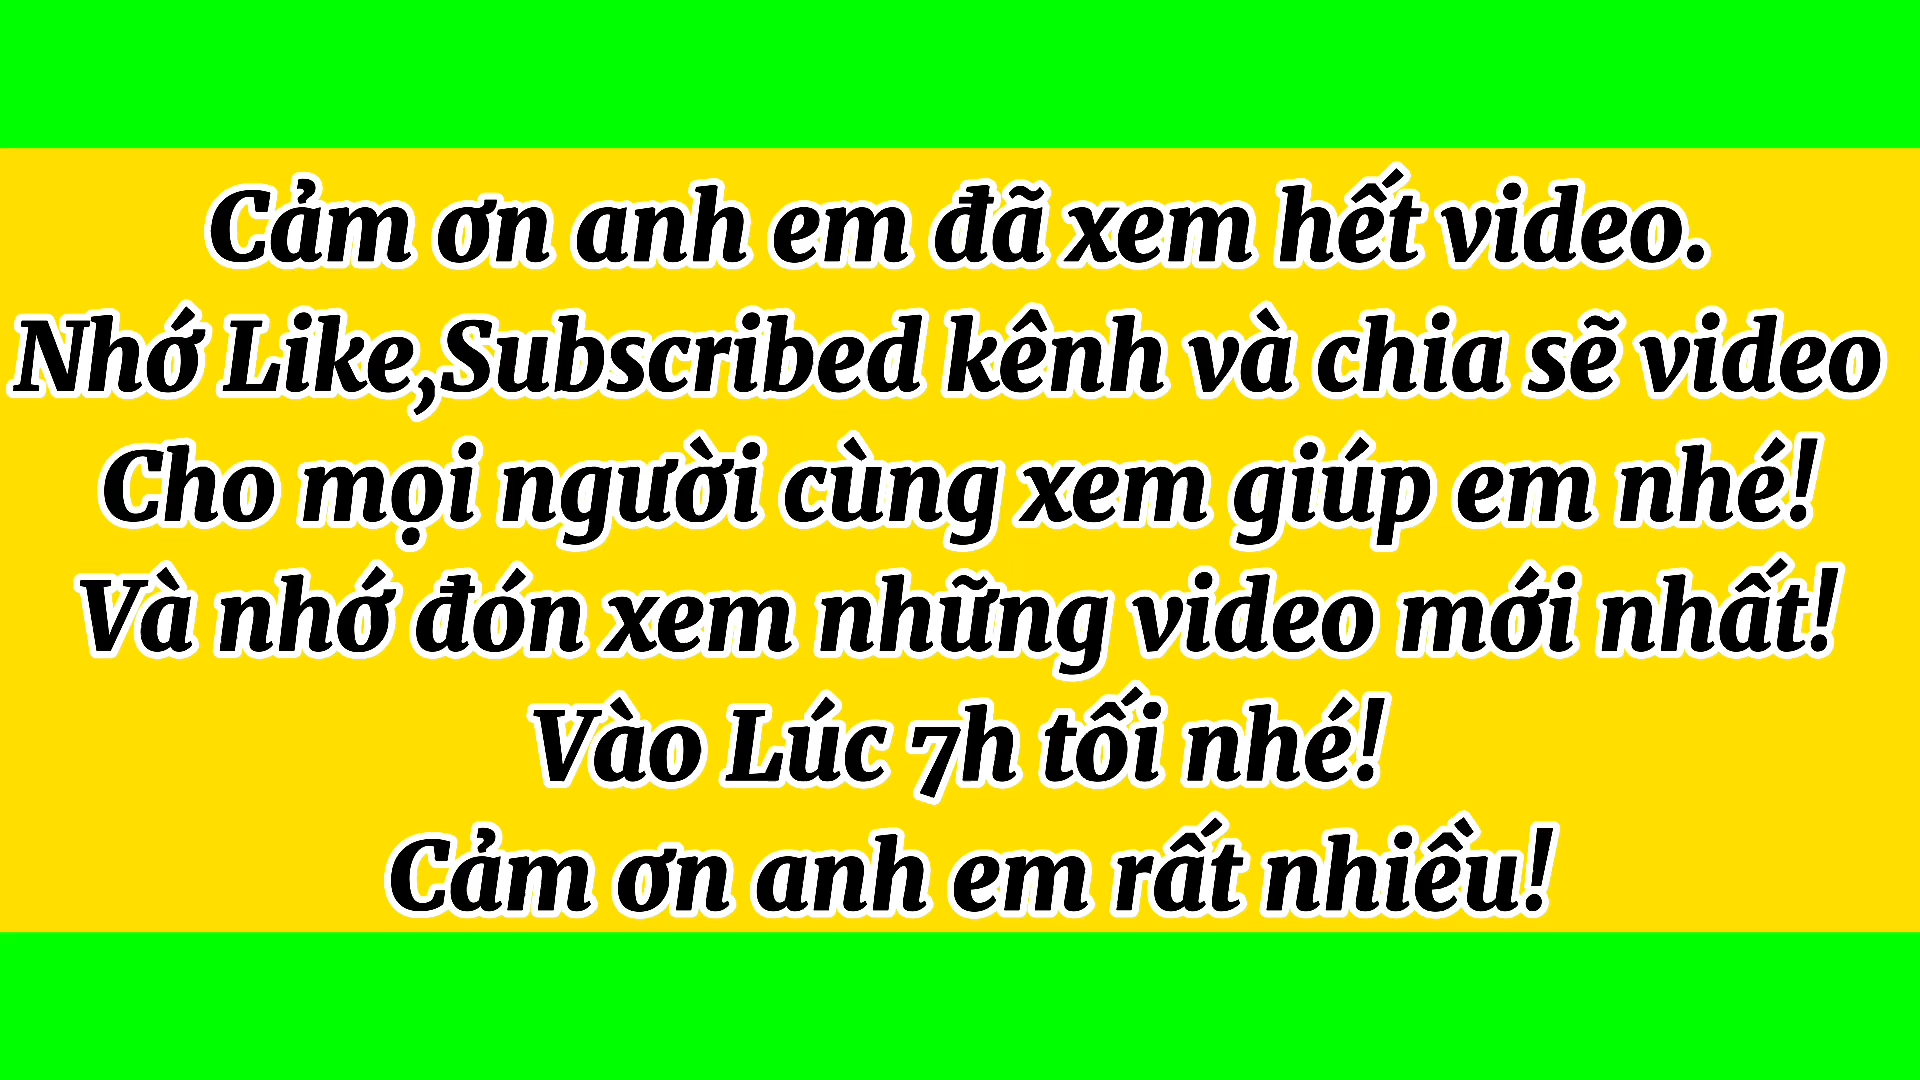 Cảm ơn anh em đã xem hết video.
Nhớ Like,Subscribed kênh và chia sẽ video
Cho mọi người cùng xem giúp em nhé!
Và nhớ đón xem những video mới nhất!
Vào Lúc 7h tối nhé!
Cảm ơn anh em rất nhiều!